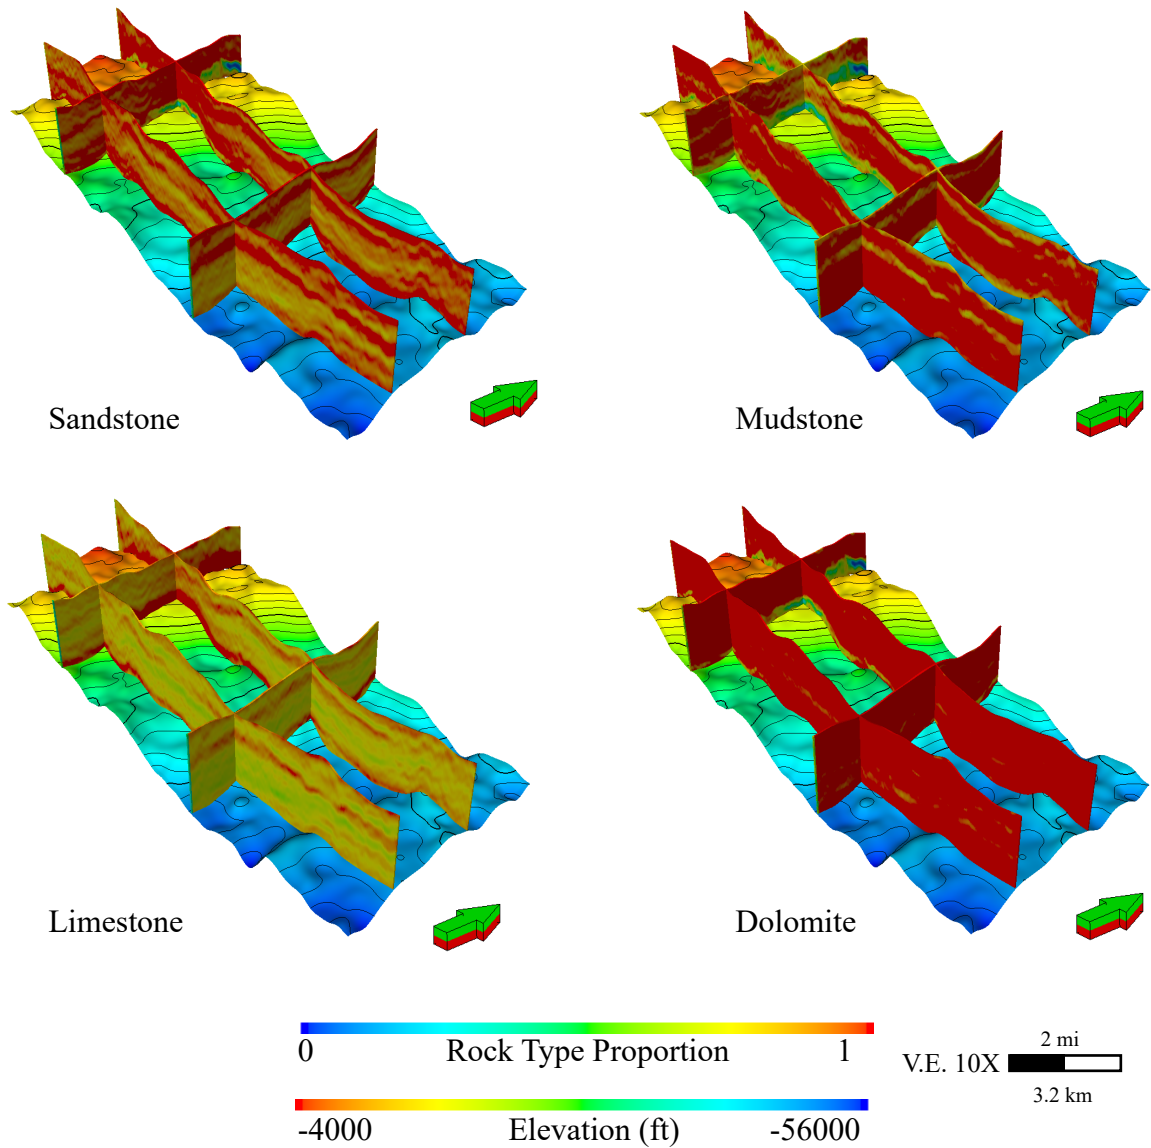 Sandstone
Mudstone
Limestone
Dolomite
0 Rock Type Proportion 1
2 mi
V.E. 10X
3.2 km
-4000 Elevation (ft) -56000